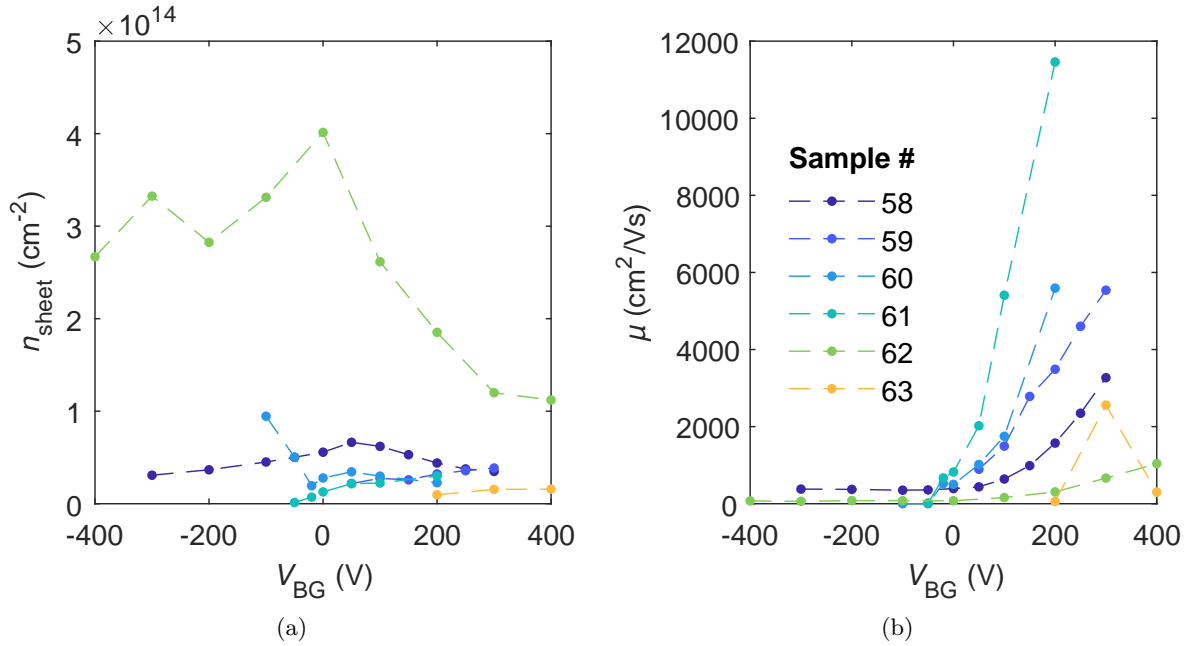 ×10^14
5
4
3
2
1
0
n_sheet (cm^-2)
-400 -200 0 200 400
V_BG (V)
(a)
12000
10000
8000
6000
4000
2000
0
μ (cm^2/Vs)
Sample #
58
59
60
61
62
63
-400 -200 0 200 400
V_BG (V)
(b)